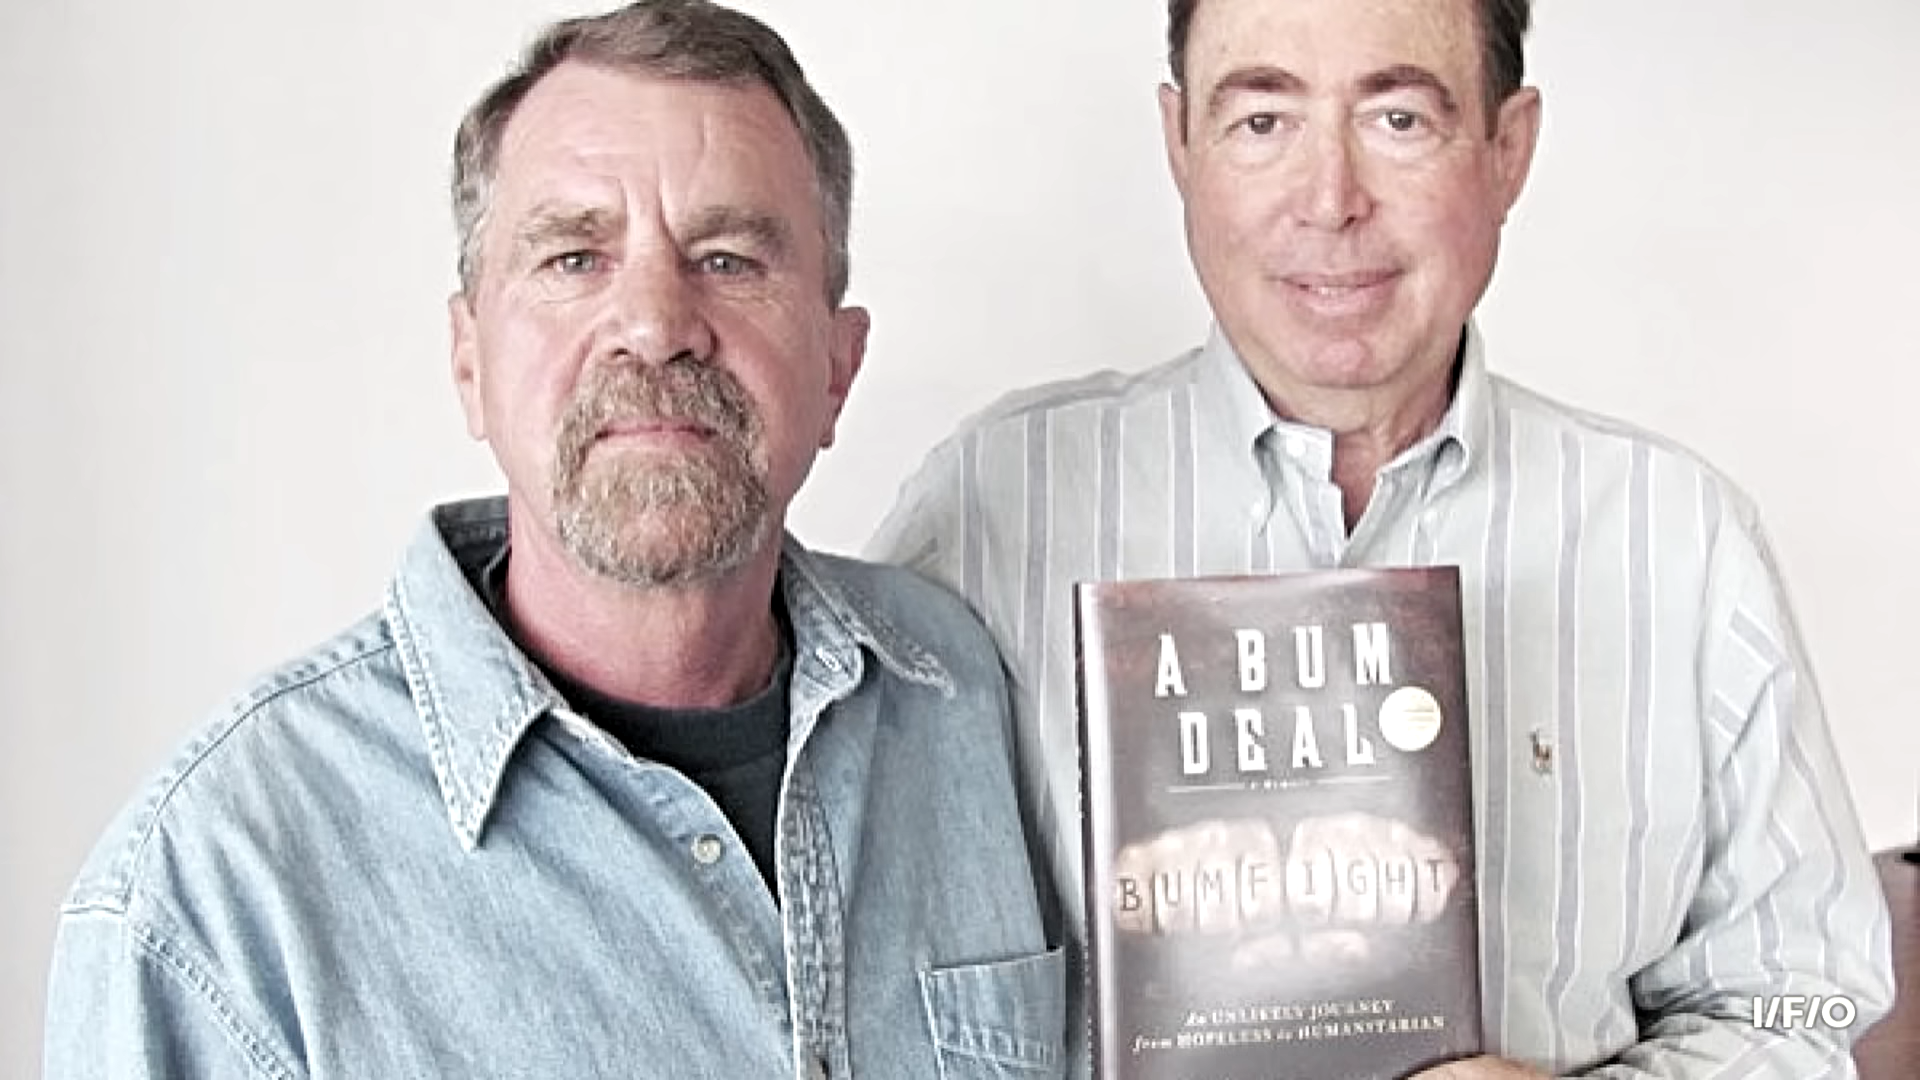 A BUM
DEAL
BUMFIGHT
An UNLIKELY JOURNEY
from HOPELESS to HUMANITARIAN
I/F/O